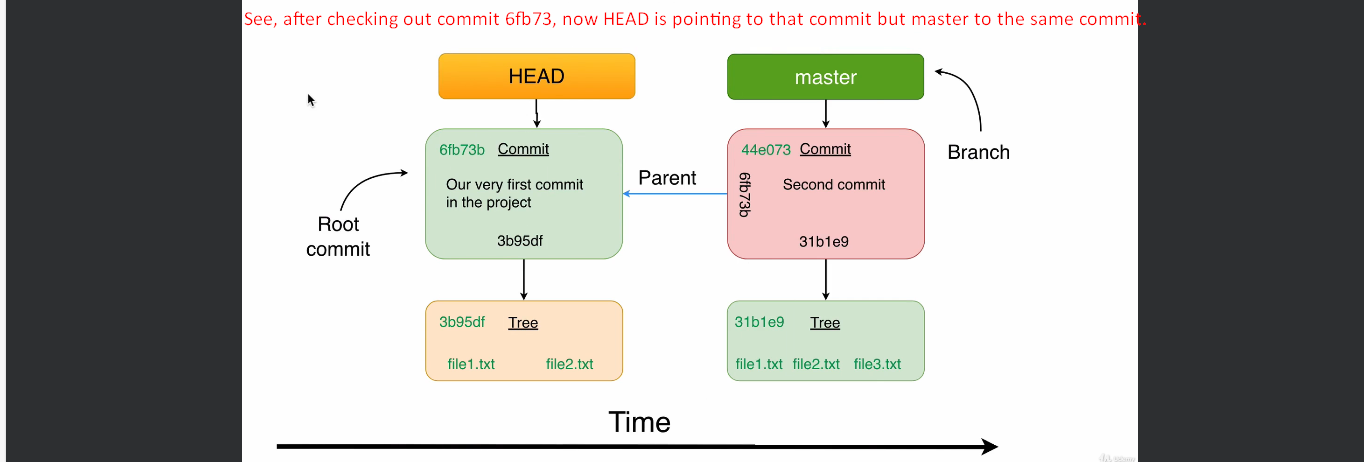 See, after checking out commit 6fb73, now HEAD is pointing to that commit but master to the same commit.
HEAD
master
6fb73b Commit
Our very first commit
in the project
3b95df
Parent
44e073 Commit
6fb73b
Second commit
31b1e9
Branch
Root
commit
3b95df Tree
file1.txt file2.txt
31b1e9 Tree
file1.txt file2.txt file3.txt
Time